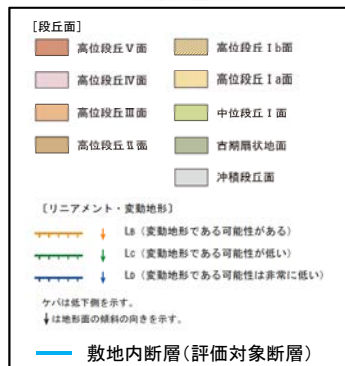 [段丘面]
高位段丘Ⅴ面
高位段丘Ⅰb面
高位段丘Ⅳ面
高位段丘Ⅰa面
高位段丘Ⅲ面
中位段丘Ⅰ面
高位段丘Ⅱ面
古期扇状地面
沖積段丘面
〔リニアメント・変動地形〕
LB（変動地形である可能性がある）
LC（変動地形である可能性が低い）
LD（変動地形である可能性は非常に低い）
ケバは低下側を示す。
↓は地形面の傾斜の向きを示す。
敷地内断層(評価対象断層)